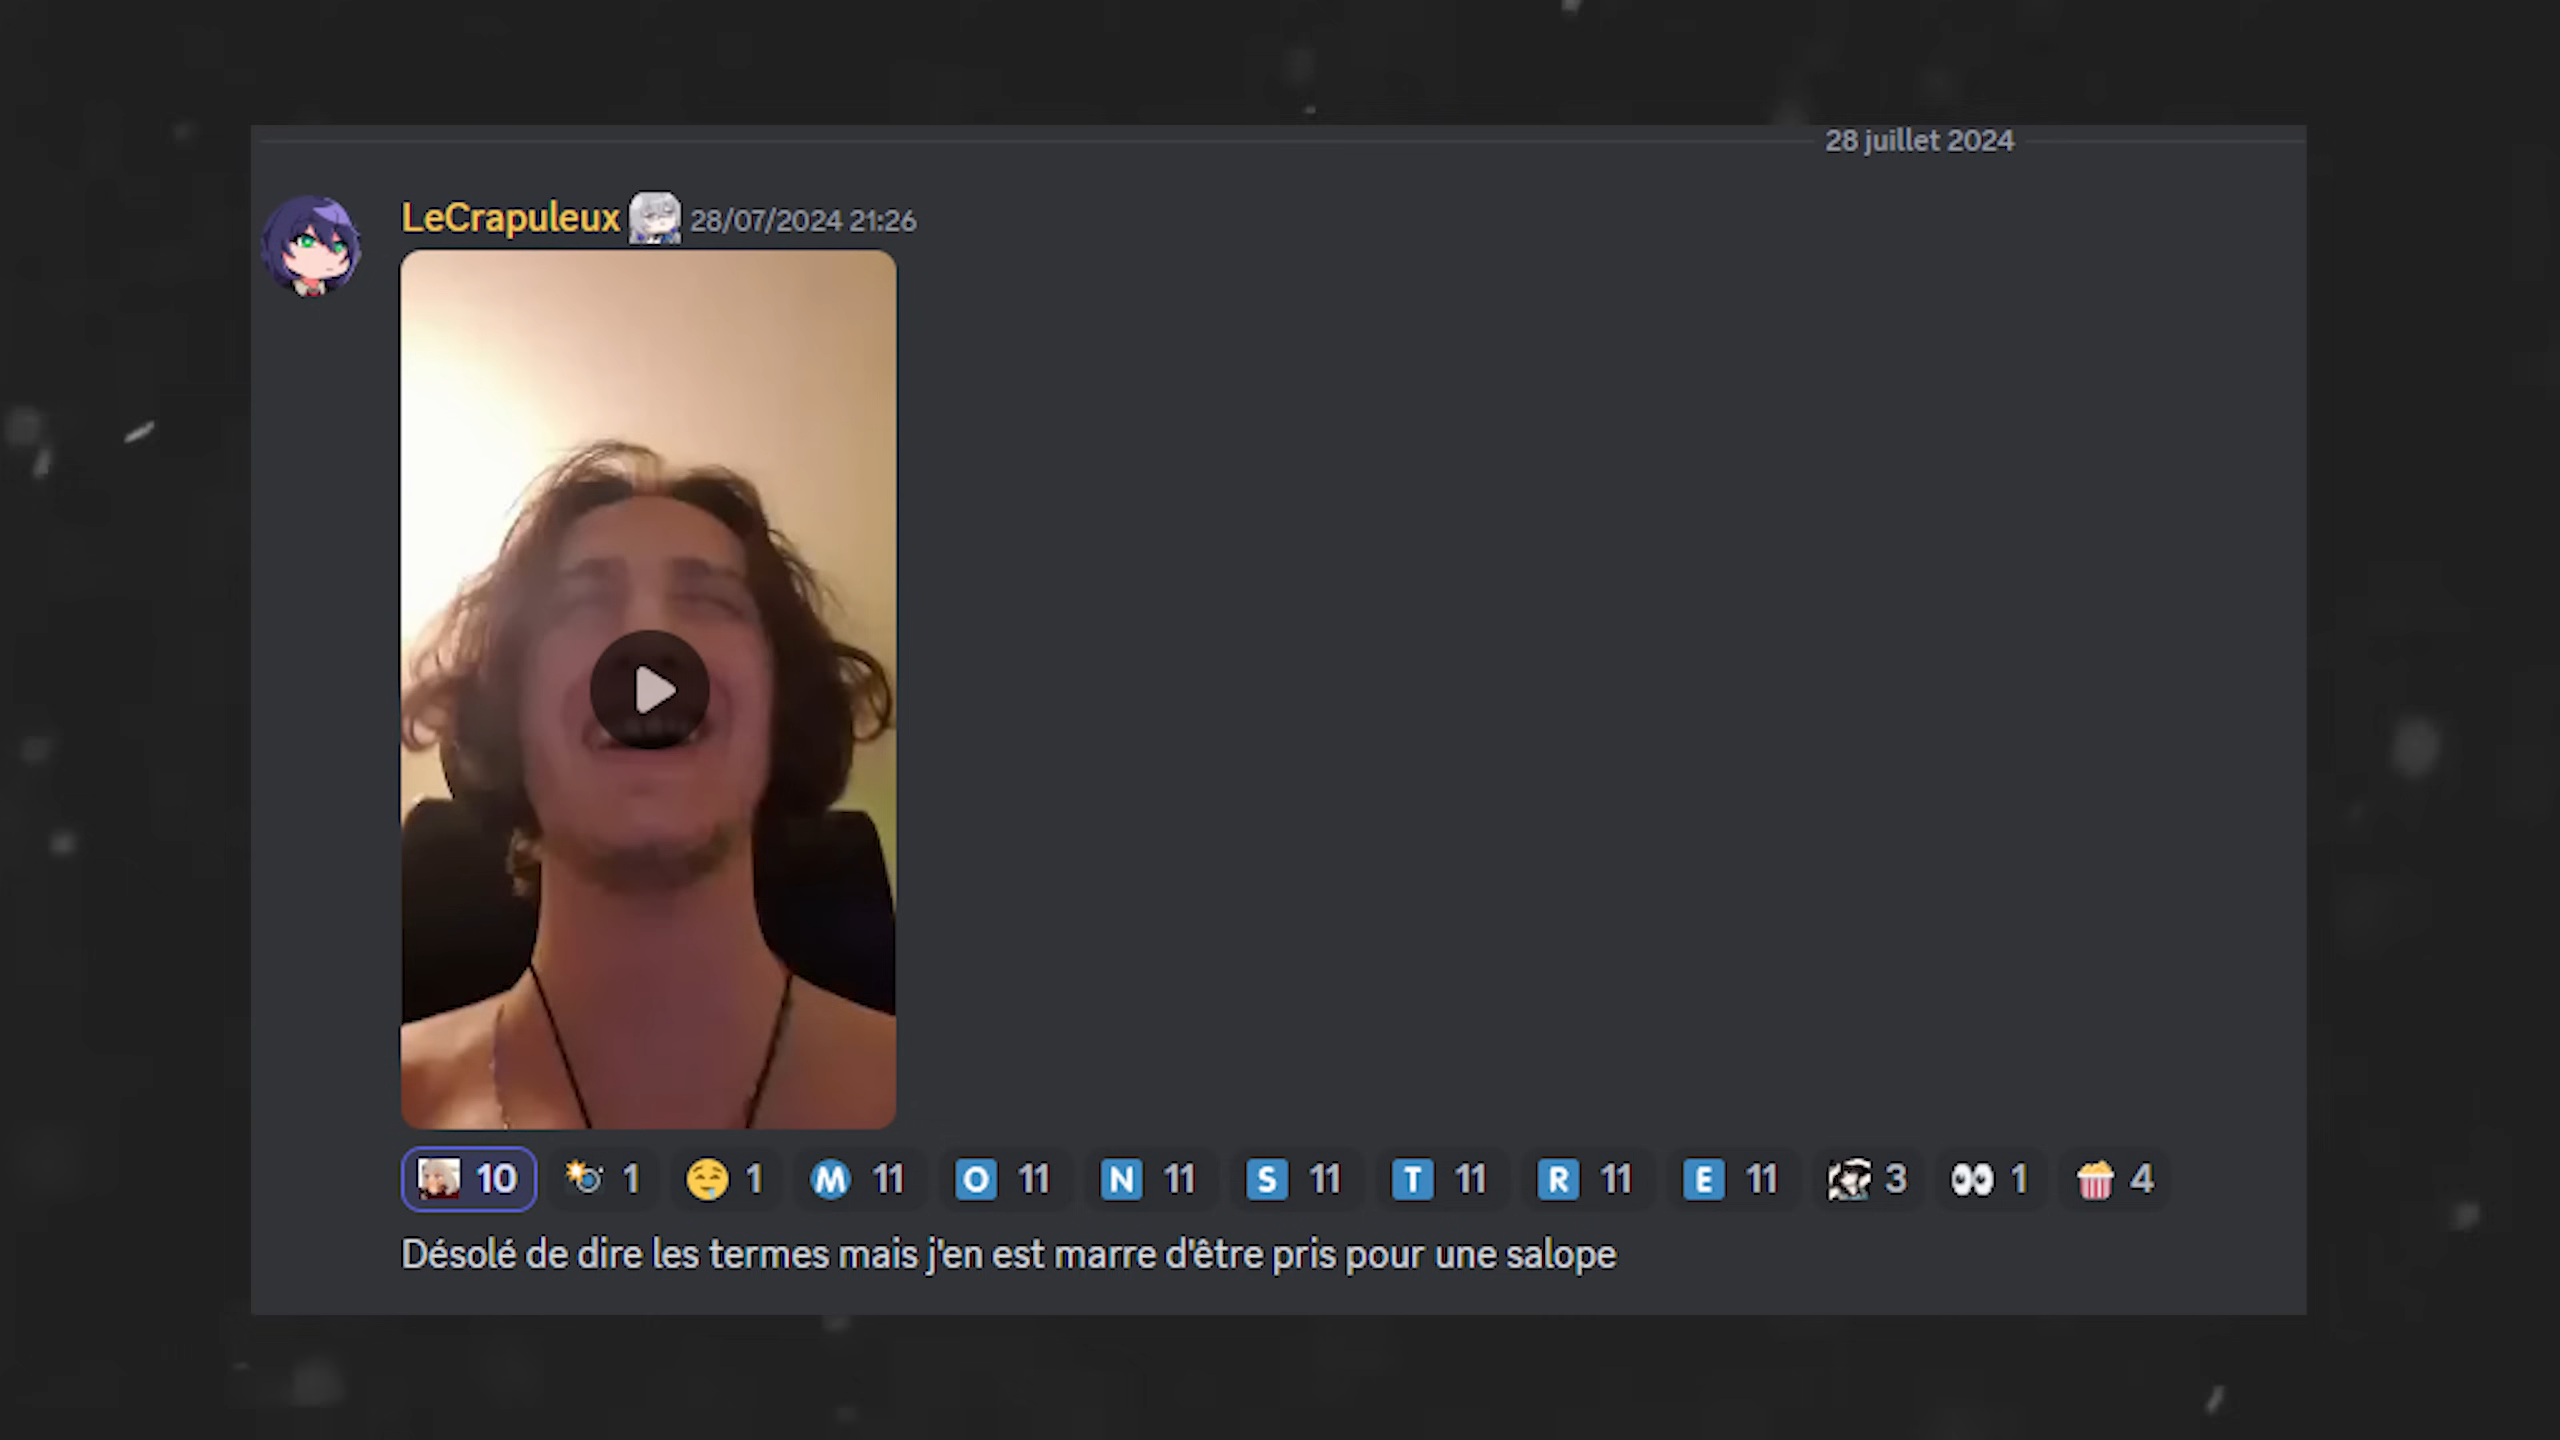 28 juillet 2024
LeCrapuleux 28/07/2024 21:26
10 1 1 M 11 O 11 N 11 S 11 T 11 R 11 E 11 3 1 4
Désolé de dire les termes mais j'en est marre d'être pris pour une salope